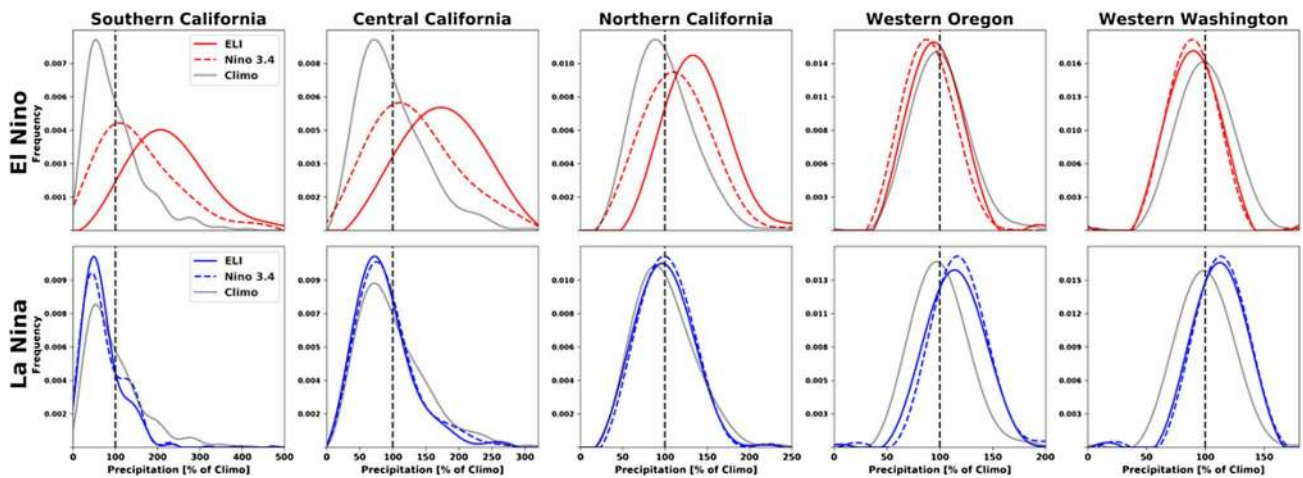 Southern California
Central California
Northern California
Western Oregon
Western Washington
El Nino
Frequency
0.007
0.006
0.004
0.003
0.001
ELI
Nino 3.4
Climo
0.008
0.006
0.005
0.003
0.002
0.010
0.008
0.006
0.004
0.002
0.014
0.011
0.008
0.006
0.003
0.016
0.013
0.010
0.006
0.003
La Nina
Frequency
0.009
0.007
0.006
0.004
0.002
ELI
Nino 3.4
Climo
0.009
0.007
0.006
0.004
0.002
0.010
0.008
0.006
0.004
0.002
0.013
0.011
0.008
0.005
0.003
0.015
0.012
0.009
0.006
0.003
0 100 200 300 400 500
Precipitation [% of Climo]
0 50 100 150 200 250 300
Precipitation [% of Climo]
0 50 100 150 200 250
Precipitation [% of Climo]
0 50 100 150 200
Precipitation [% of Climo]
0 50 100 150
Precipitation [% of Climo]